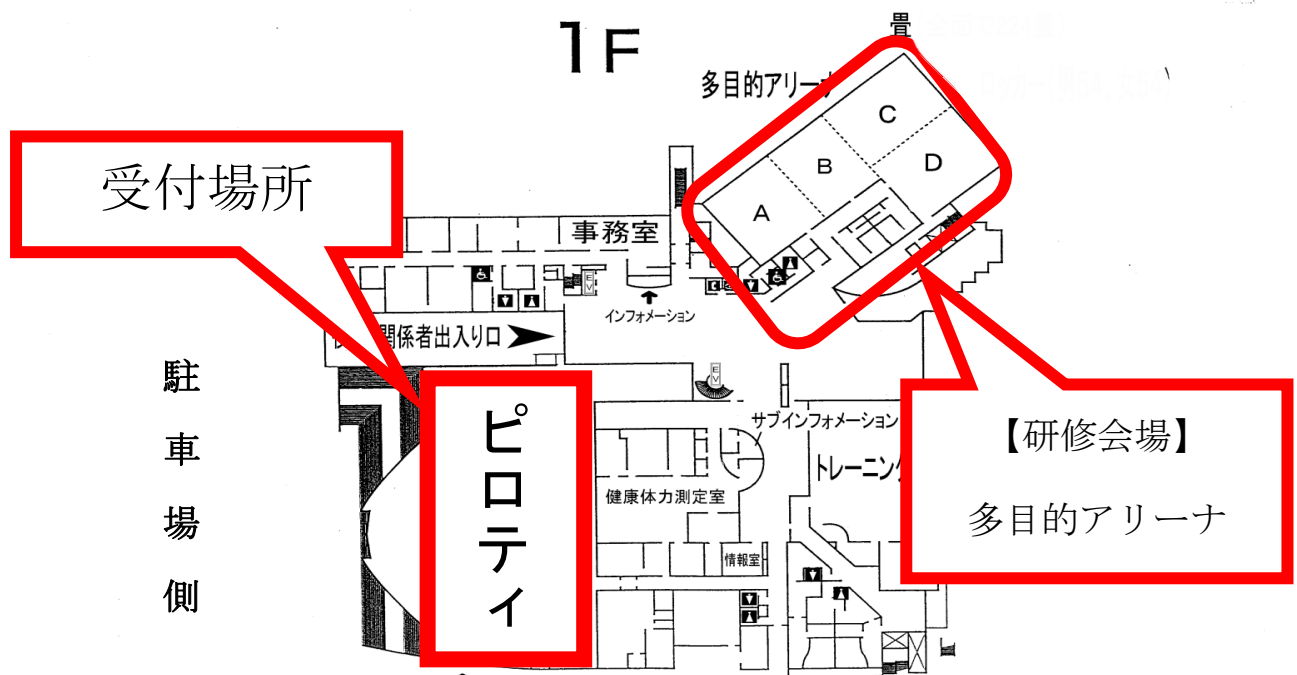 1F
畳
多目的アリーナ
C
B
D
A
受付場所
事務室
EV
インフォメーション
関係者出入り口
駐車場側
EV
ピロティ
サブインフォメーション
【研修会場】
多目的アリーナ
トレーニン
健康体力測定室
情報室